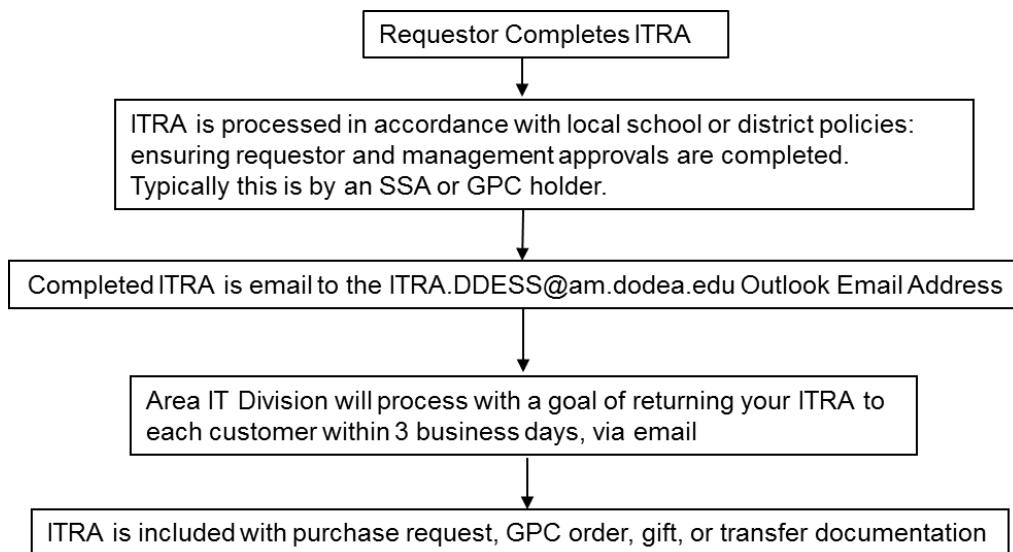 Requestor Completes ITRA
ITRA is processed in accordance with local school or district policies:
ensuring requestor and management approvals are completed.
Typically this is by an SSA or GPC holder.
Completed ITRA is email to the ITRA.DDESS@am.dodea.edu Outlook Email Address
Area IT Division will process with a goal of returning your ITRA to
each customer within 3 business days, via email
ITRA is included with purchase request, GPC order, gift, or transfer documentation